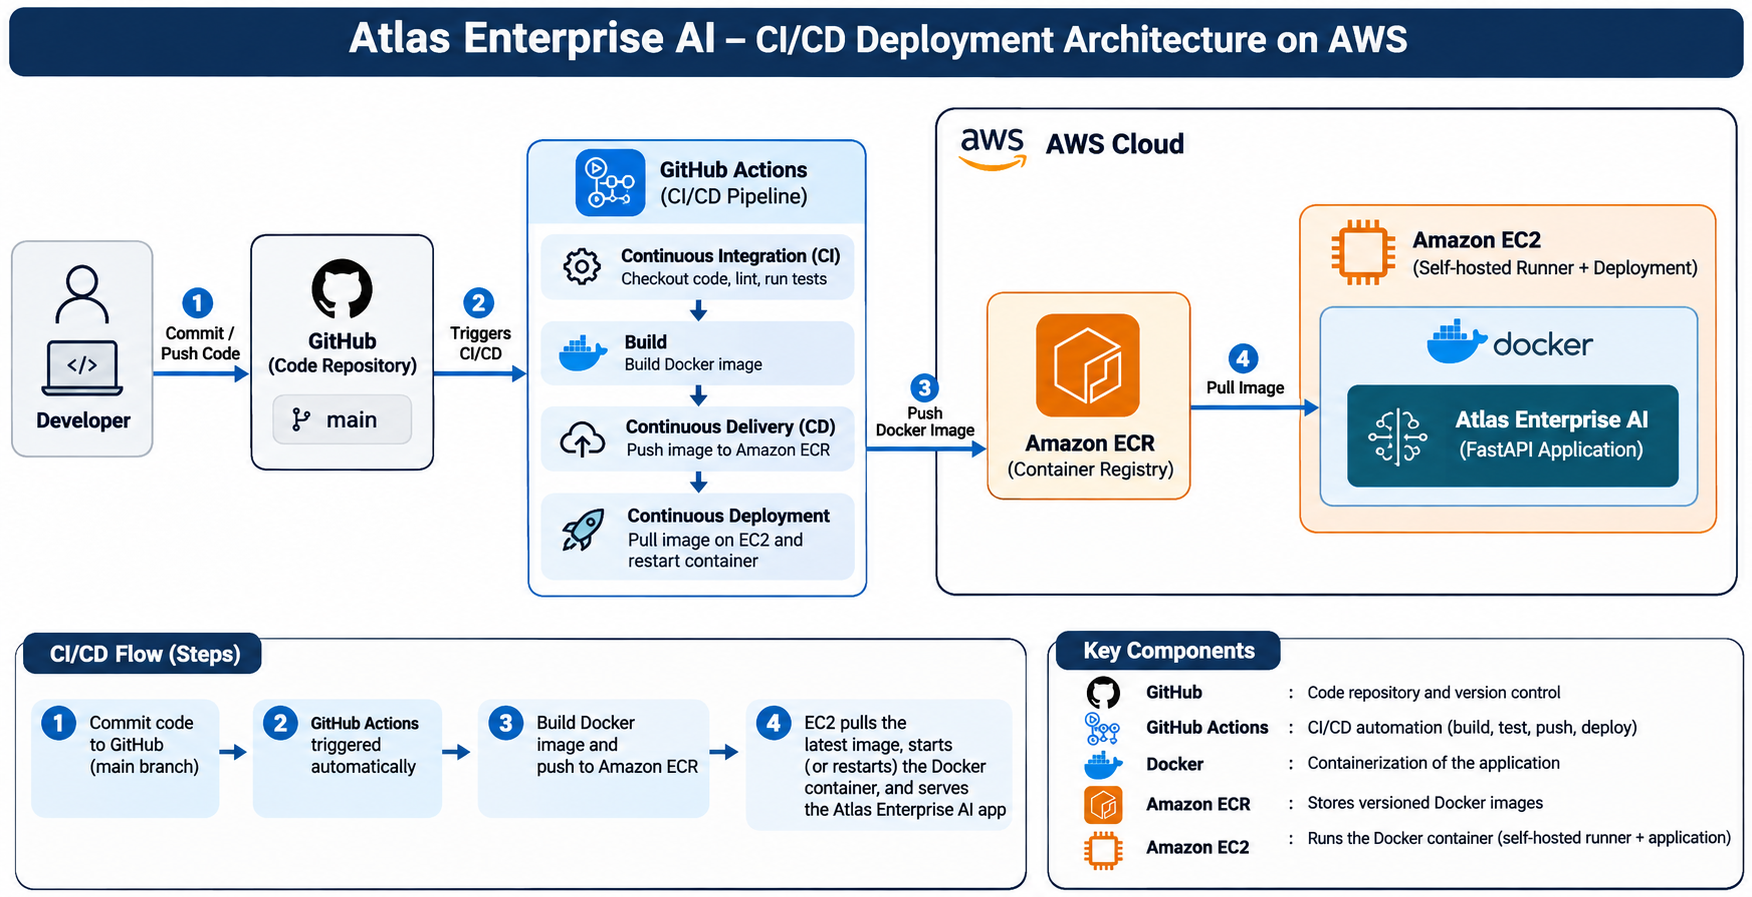 Atlas Enterprise AI – CI/CD Deployment Architecture on AWS
</>
Developer
1
Commit /
Push Code
GitHub
(Code Repository)
main
2
Triggers
CI/CD
GitHub Actions
(CI/CD Pipeline)
Continuous Integration (CI)
Checkout code, lint, run tests
Build
Build Docker image
Continuous Delivery (CD)
Push image to Amazon ECR
Continuous Deployment
Pull image on EC2 and
restart container
3
Push
Docker Image
aws
AWS Cloud
Amazon ECR
(Container Registry)
4
Pull Image
Amazon EC2
(Self-hosted Runner + Deployment)
docker
Atlas Enterprise AI
(FastAPI Application)
CI/CD Flow (Steps)
1
Commit code
to GitHub
(main branch)
2
GitHub Actions
triggered
automatically
3
Build Docker
image and
push to Amazon ECR
4
EC2 pulls the
latest image, starts
(or restarts) the Docker
container, and serves
the Atlas Enterprise AI app
Key Components
GitHub : Code repository and version control
GitHub Actions : CI/CD automation (build, test, push, deploy)
Docker : Containerization of the application
Amazon ECR : Stores versioned Docker images
Amazon EC2 : Runs the Docker container (self-hosted runner + application)